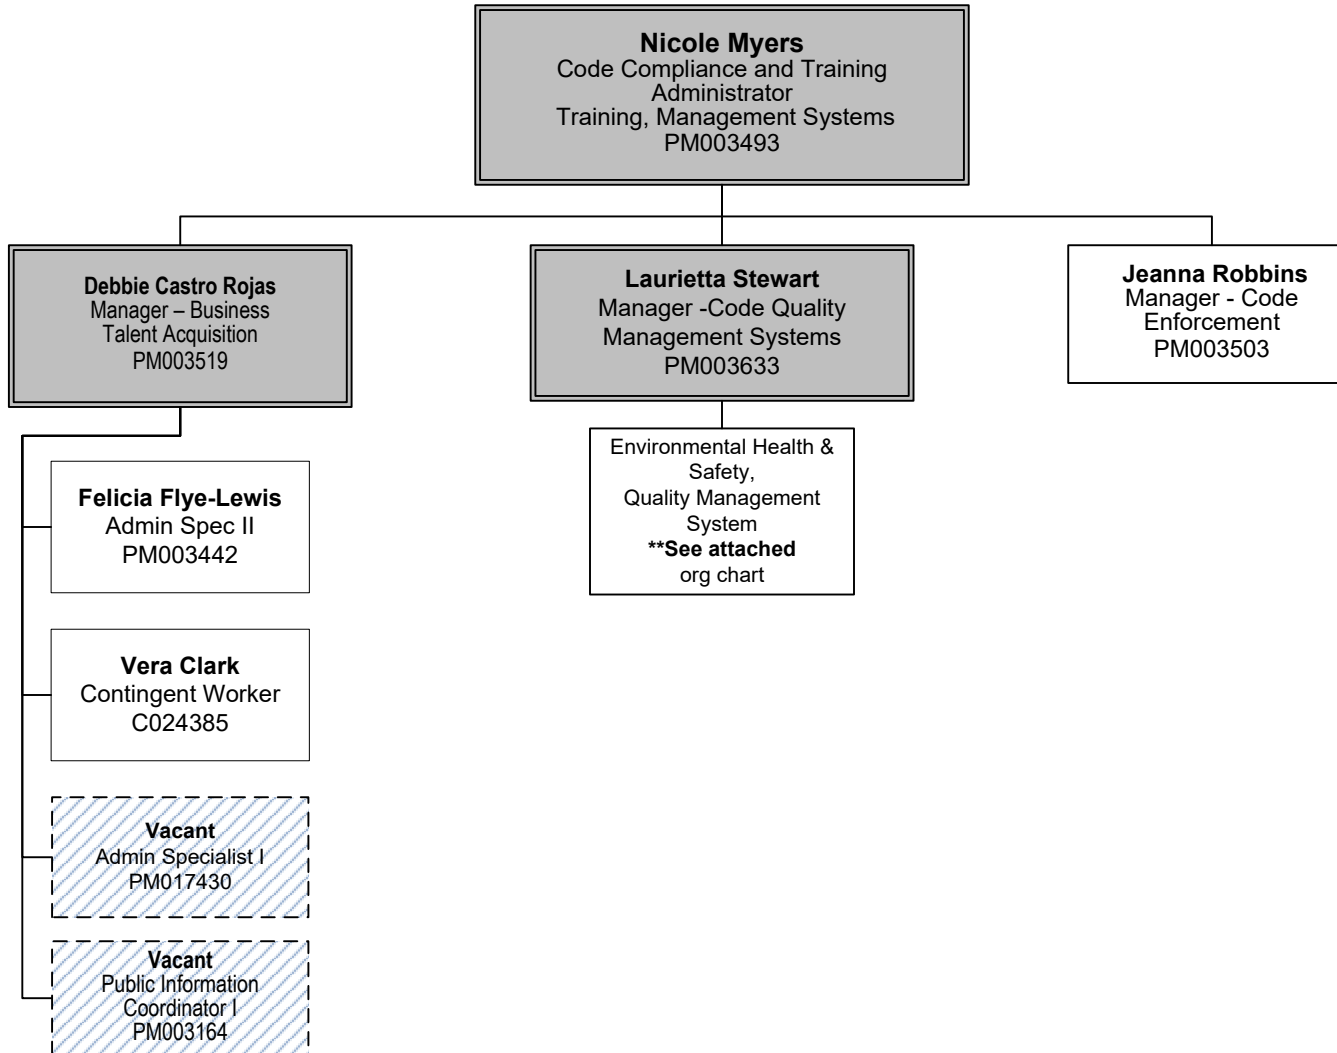 Nicole Myers
Code Compliance and Training
Administrator
Training, Management Systems
PM003493
Debbie Castro Rojas
Manager – Business
Talent Acquisition
PM003519
Laurietta Stewart
Manager -Code Quality
Management Systems
PM003633
Jeanna Robbins
Manager - Code
Enforcement
PM003503
Environmental Health &
Safety,
Quality Management
System
**See attached
org chart
Felicia Flye-Lewis
Admin Spec II
PM003442
Vera Clark
Contingent Worker
C024385
Vacant
Admin Specialist I
PM017430
Vacant
Public Information
Coordinator I
PM003164